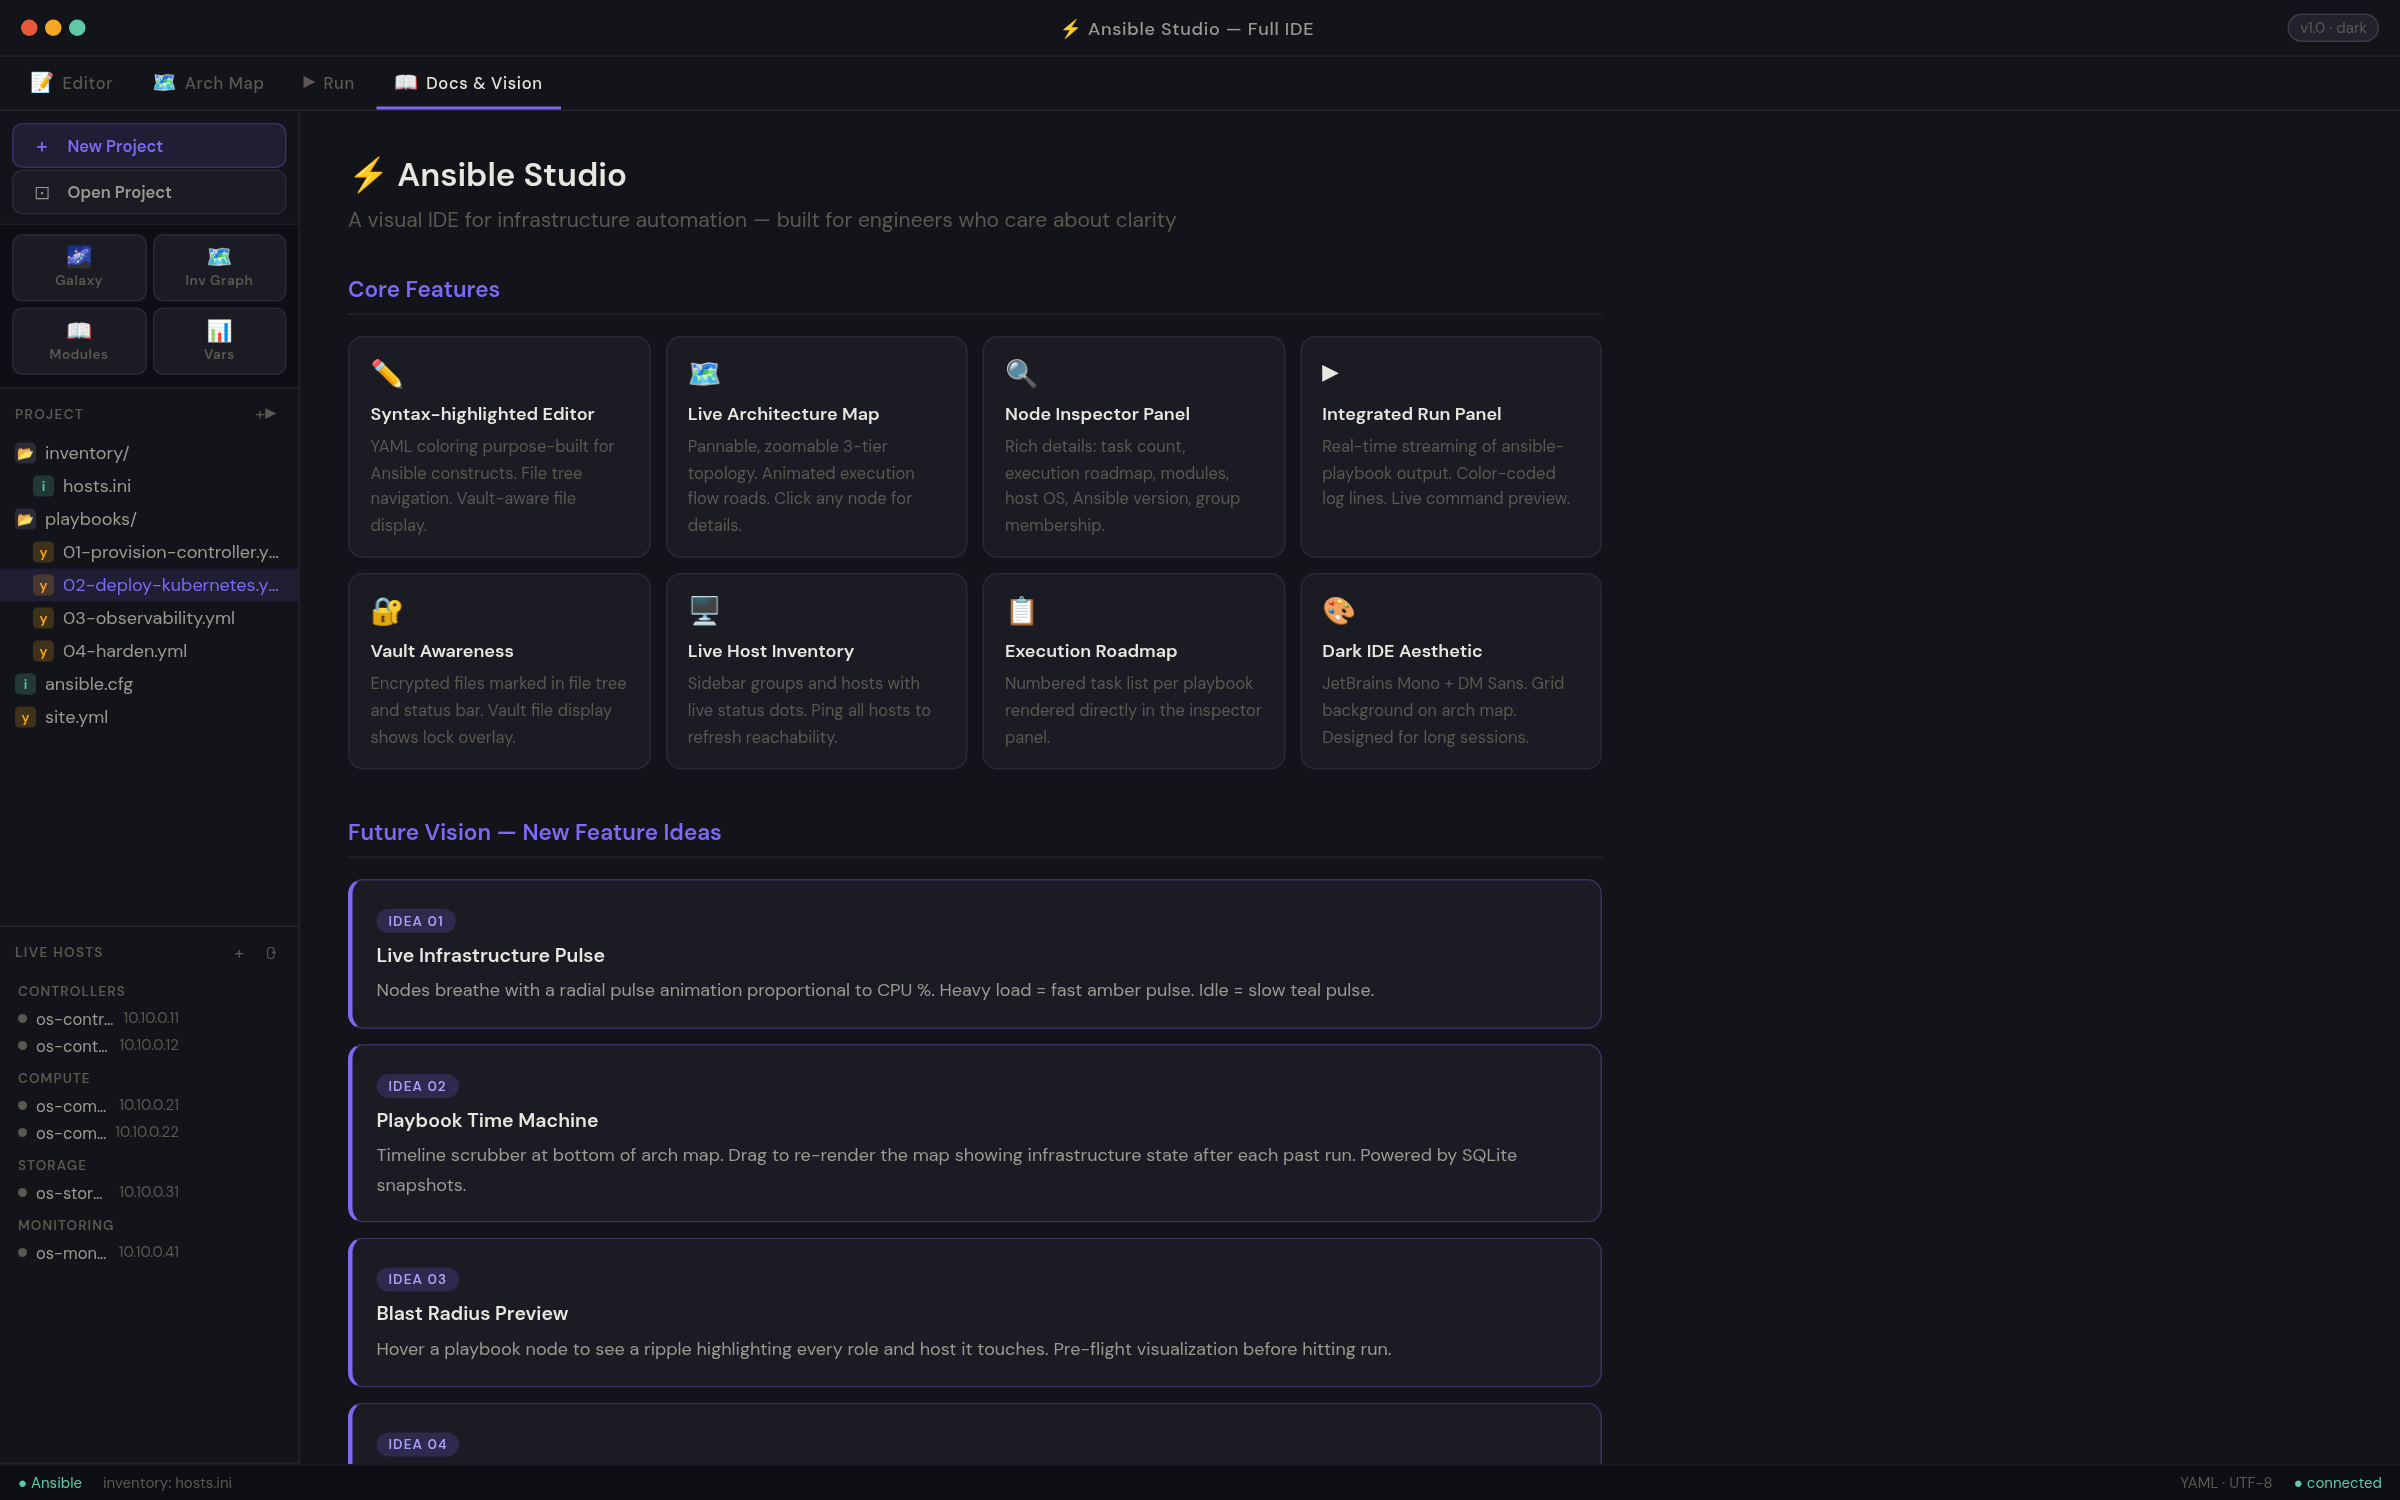 ⚡ Ansible Studio — Full IDE
v1.0 · dark
Editor
Arch Map
Run
Docs & Vision
+ New Project
Open Project
Galaxy
Inv Graph
Modules
Vars
PROJECT
inventory/
i hosts.ini
playbooks/
y 01-provision-controller.y...
y 02-deploy-kubernetes.y...
y 03-observability.yml
y 04-harden.yml
i ansible.cfg
y site.yml
LIVE HOSTS
CONTROLLERS
os-contr... 10.10.0.11
os-cont... 10.10.0.12
COMPUTE
os-com... 10.10.0.21
os-com... 10.10.0.22
STORAGE
os-stor... 10.10.0.31
MONITORING
os-mon... 10.10.0.41
⚡ Ansible Studio
A visual IDE for infrastructure automation — built for engineers who care about clarity
Core Features
Syntax-highlighted Editor
YAML coloring purpose-built for
Ansible constructs. File tree
navigation. Vault-aware file
display.
Live Architecture Map
Pannable, zoomable 3-tier
topology. Animated execution
flow roads. Click any node for
details.
Node Inspector Panel
Rich details: task count,
execution roadmap, modules,
host OS, Ansible version, group
membership.
Integrated Run Panel
Real-time streaming of ansible-
playbook output. Color-coded
log lines. Live command preview.
Vault Awareness
Encrypted files marked in file tree
and status bar. Vault file display
shows lock overlay.
Live Host Inventory
Sidebar groups and hosts with
live status dots. Ping all hosts to
refresh reachability.
Execution Roadmap
Numbered task list per playbook
rendered directly in the inspector
panel.
Dark IDE Aesthetic
JetBrains Mono + DM Sans. Grid
background on arch map.
Designed for long sessions.
Future Vision — New Feature Ideas
IDEA 01
Live Infrastructure Pulse
Nodes breathe with a radial pulse animation proportional to CPU %. Heavy load = fast amber pulse. Idle = slow teal pulse.
IDEA 02
Playbook Time Machine
Timeline scrubber at bottom of arch map. Drag to re-render the map showing infrastructure state after each past run. Powered by SQLite
snapshots.
IDEA 03
Blast Radius Preview
Hover a playbook node to see a ripple highlighting every role and host it touches. Pre-flight visualization before hitting run.
IDEA 04
● Ansible
inventory: hosts.ini
YAML · UTF-8
● connected